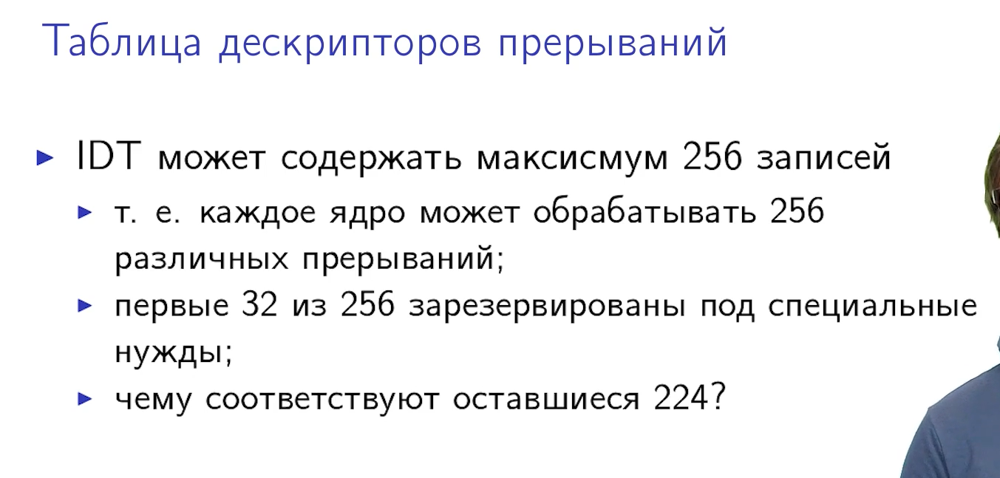 Таблица дескрипторов прерываний
IDT может содержать максисмум 256 записей
т. е. каждое ядро может обрабатывать 256
различных прерываний;
первые 32 из 256 зарезервированы под специальные
нужды;
чему соответствуют оставшиеся 224?